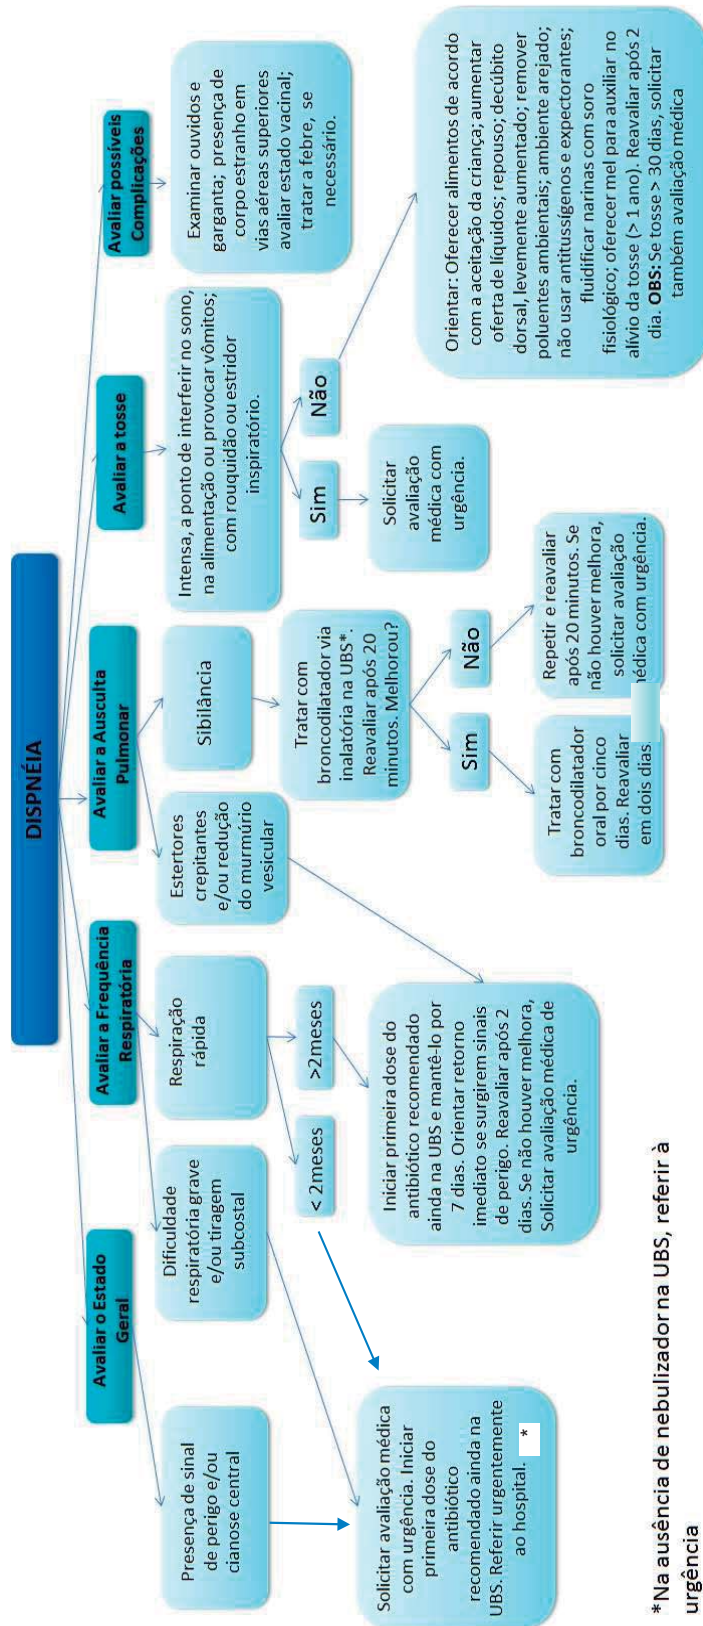 DISPNÉIA
Avaliar o Estado
Geral
Presença de sinal
de perigo e/ou
cianose central
Solicitar avaliação médica
com urgência. Iniciar
primeira dose do
antibiótico
recomendado ainda na
UBS. Referir urgentemente
ao hospital. *
Avaliar a Frequência
Respiratória
Dificuldade
respiratória grave
e/ou tiragem
subcostal
Respiração
rápida
< 2meses
>2meses
Iniciar primeira dose do
antibiótico recomendado
ainda na UBS e mantê-lo por
7 dias. Orientar retorno
imediato se surgirem sinais
de perigo. Reavaliar após 2
dias. Se não houver melhora,
Solicitar avaliação médica de
urgência.
Avaliar a Ausculta
Pulmonar
Estertores
crepitantes
e/ou redução
do murmúrio
vesicular
Sibilância
Tratar com
broncodilatador via
inalatória na UBS*.
Reavaliar após 20
minutos. Melhorou?
Sim
Não
Tratar com
broncodilatador
oral por cinco
dias. Reavaliar
em dois dias.
Repetir e reavaliar
após 20 minutos. Se
não houver melhora,
solicitar avaliação
médica com urgência.
Avaliar a tosse
Intensa, a ponto de interferir no sono,
na alimentação ou provocar vômitos;
com rouquidão ou estridor
inspiratório.
Sim
Não
Solicitar
avaliação
médica com
urgência.
Orientar: Oferecer alimentos de acordo
com a aceitação da criança; aumentar
oferta de líquidos; repouso; decúbito
dorsal, levemente aumentado; remover
poluentes ambientais; ambiente arejado;
não usar antitussígenos e expectorantes;
fluidificar narinas com soro
fisiológico; oferecer mel para auxiliar no
alívio da tosse (> 1 ano). Reavaliar após 2
dia. OBS: Se tosse > 30 dias, solicitar
também avaliação médica
Avaliar possíveis
Complicações
Examinar ouvidos e
garganta; presença de
corpo estranho em
vias aéreas superiores
avaliar estado vacinal;
tratar a febre, se
necessário.
*Na ausência de nebulizador na UBS, referir à
urgência